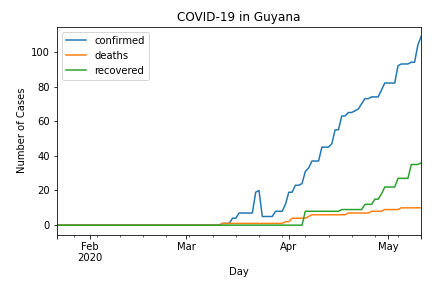 COVID-19 in Guyana
confirmed
deaths
recovered
Number of Cases
100
80
60
40
20
0
Feb
2020
Mar
Apr
May
Day